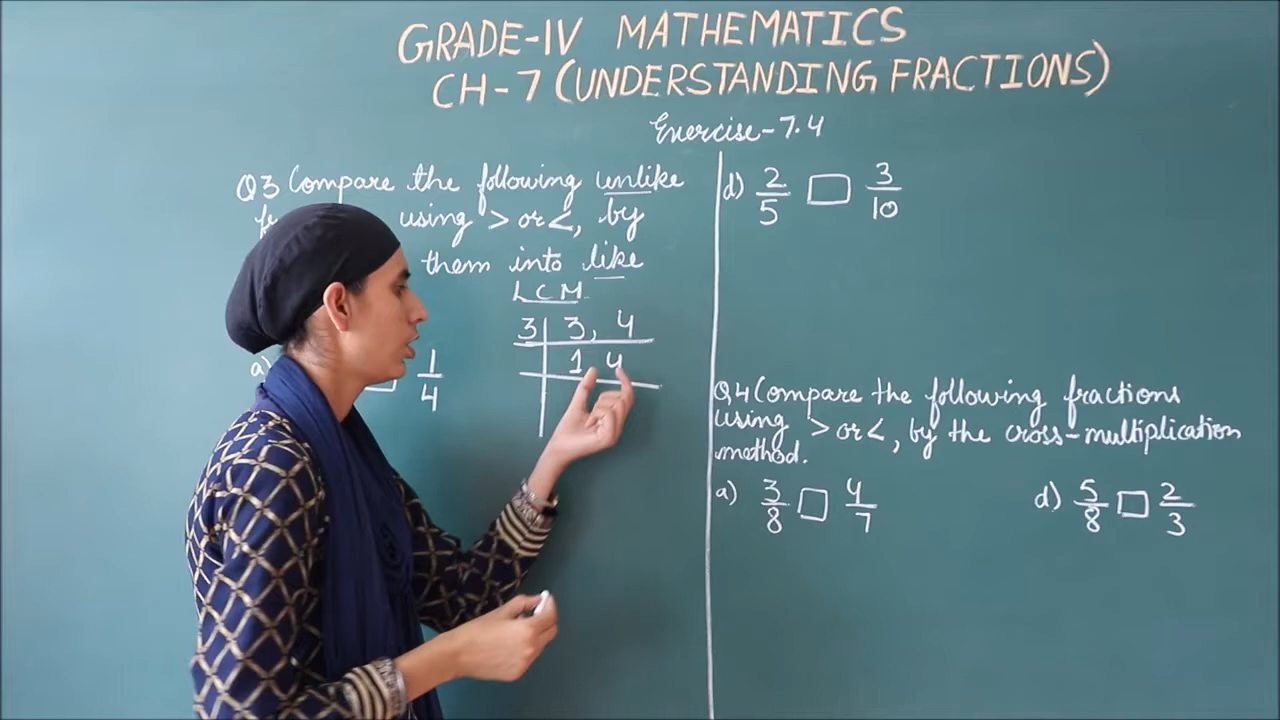 GRADE-IV MATHEMATICS
CH-7 (UNDERSTANDING FRACTIONS)
Exercise-7.4
Q3 Compare the following unlike
using > or <, by
them into like
LCM
3 | 3, 4
1, 4
a) □ 1/4
d) 2/5 □ 3/10
Q4 Compare the following fractions
using > or <, by the cross-multiplication
method.
a) 3/8 □ 4/7 d) 5/8 □ 2/3